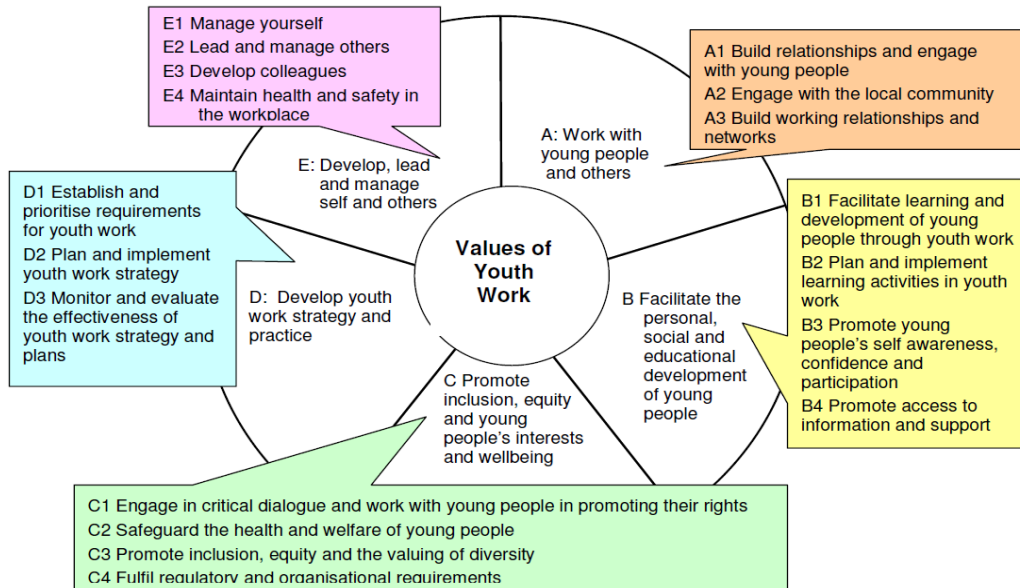 E1 Manage yourself
E2 Lead and manage others
E3 Develop colleagues
E4 Maintain health and safety in
the workplace
A1 Build relationships and engage
with young people
A2 Engage with the local community
A3 Build working relationships and
networks
A: Work with
young people
and others
E: Develop, lead
and manage
self and others
D1 Establish and
prioritise requirements
for youth work
D2 Plan and implement
youth work strategy
D3 Monitor and evaluate
the effectiveness of
youth work strategy and
plans
B1 Facilitate learning and
development of young
people through youth work
B2 Plan and implement
learning activities in youth
work
B3 Promote young
people's self awareness,
confidence and
participation
B4 Promote access to
information and support
Values of
Youth
Work
D: Develop youth
work strategy and
practice
B Facilitate the
personal,
social and
educational
development
of young
people
C Promote
inclusion, equity
and young
people's interests
and wellbeing
C1 Engage in critical dialogue and work with young people in promoting their rights
C2 Safeguard the health and welfare of young people
C3 Promote inclusion, equity and the valuing of diversity
C4 Fulfil regulatory and organisational requirements